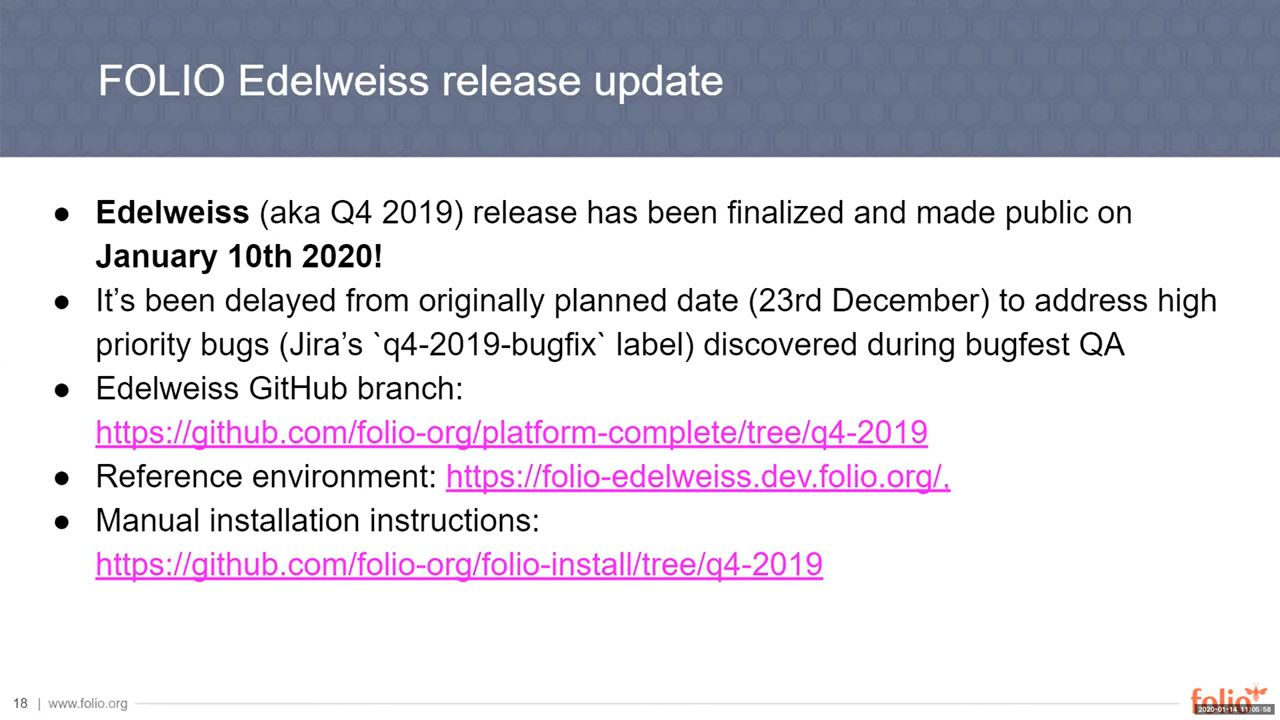 FOLIO Edelweiss release update
● Edelweiss (aka Q4 2019) release has been finalized and made public on
January 10th 2020!
● It’s been delayed from originally planned date (23rd December) to address high
priority bugs (Jira’s `q4-2019-bugfix` label) discovered during bugfest QA
● Edelweiss GitHub branch:
https://github.com/folio-org/platform-complete/tree/q4-2019
● Reference environment: https://folio-edelweiss.dev.folio.org/,
● Manual installation instructions:
https://github.com/folio-org/folio-install/tree/q4-2019
18 | www.folio.org
folio
2020-01-14 11:05:58